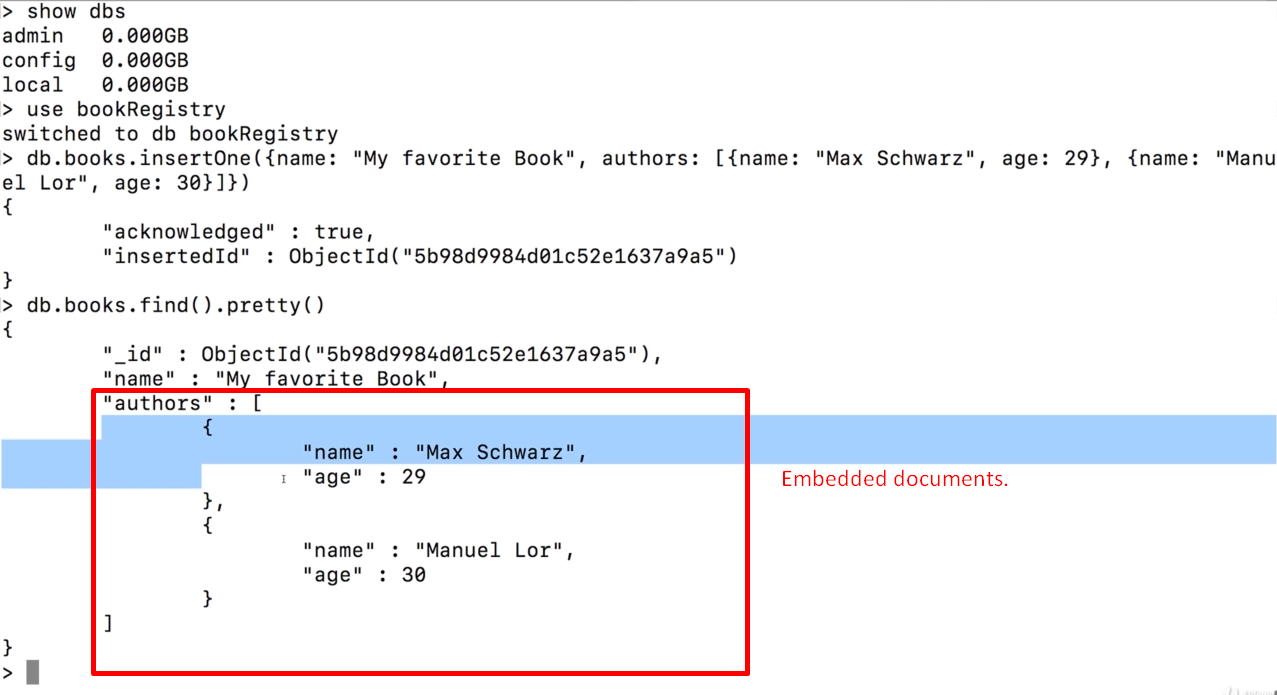 > show dbs
admin   0.000GB
config  0.000GB
local   0.000GB
> use bookRegistry
switched to db bookRegistry
> db.books.insertOne({name: "My favorite Book", authors: [{name: "Max Schwarz", age: 29}, {name: "Manu
el Lor", age: 30}]})
{
        "acknowledged" : true,
        "insertedId" : ObjectId("5b98d9984d01c52e1637a9a5")
}
> db.books.find().pretty()
{
        "_id" : ObjectId("5b98d9984d01c52e1637a9a5"),
        "name" : "My favorite Book",
        "authors" : [
                {
                        "name" : "Max Schwarz",
                        "age" : 29
Embedded documents.
                },
                {
                        "name" : "Manuel Lor",
                        "age" : 30
                }
        ]
}
>